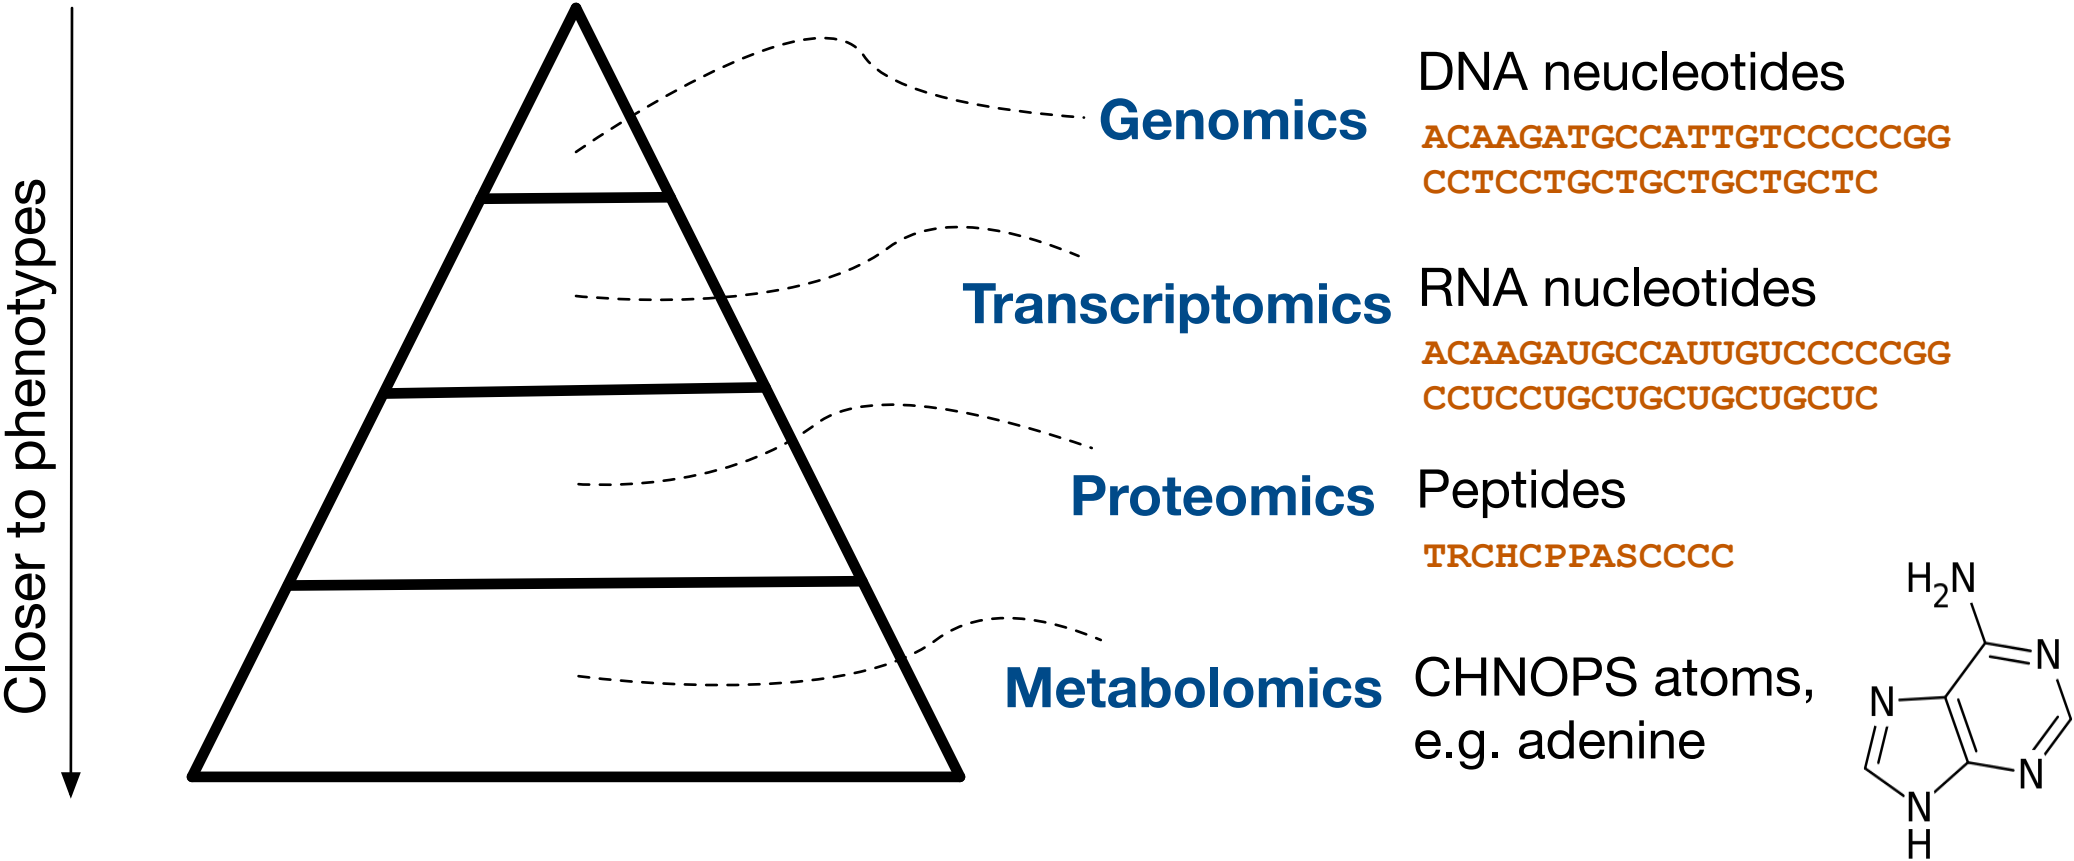 Closer to phenotypes
Genomics
DNA neucleotides
ACAAGATGCCATTGTCCCCCGG
CCTCCTGCTGCTGCTGCTC
Transcriptomics
RNA nucleotides
ACAAGAUGCCAUUGUCCCCCGG
CCUCCUGCUGCUGCUGCUC
Proteomics
Peptides
TRCHCPPASCCCC
Metabolomics
CHNOPS atoms,
e.g. adenine
H2N
N
N
N
N
H